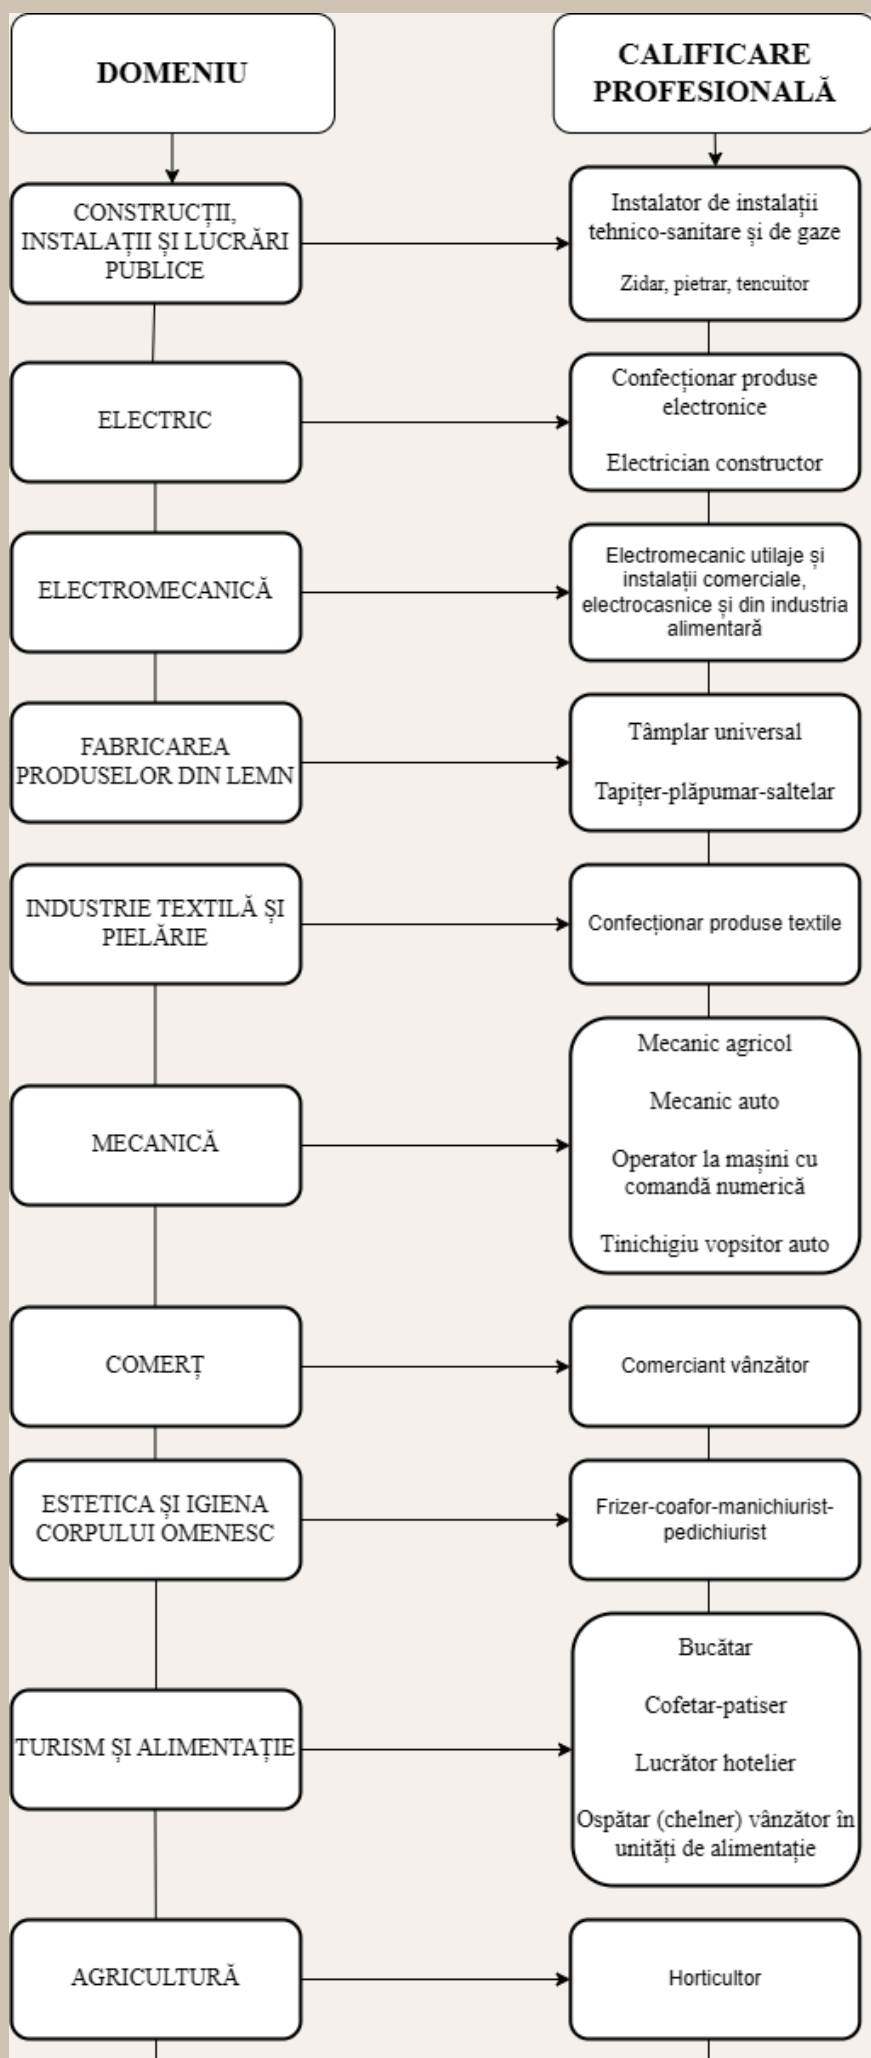 DOMENIU
CALIFICARE
PROFESIONALĂ
CONSTRUCȚII,
INSTALAȚII ȘI LUCRĂRI
PUBLICE
Instalator de instalații
tehnico-sanitare și de gaze
Zidar, pietrar, tencuitor
ELECTRIC
Confecționar produse
electronice
Electrician constructor
ELECTROMECANICĂ
Electromecanic utilaje și
instalații comerciale,
electrocasnice și din industria
alimentară
FABRICAREA
PRODUSELOR DIN LEMN
Tâmplar universal
Tapițer-plăpumar-saltelar
INDUSTRIE TEXTILĂ ȘI
PIELĂRIE
Confecționar produse textile
MECANICĂ
Mecanic agricol
Mecanic auto
Operator la mașini cu
comandă numerică
Tinichigiu vopsitor auto
COMERȚ
Comerciant vânzător
ESTETICA ȘI IGIENA
CORPULUI OMENESC
Frizer-coafor-manichiurist-
pedichiurist
TURISM ȘI ALIMENTAȚIE
Bucătar
Cofetar-patiser
Lucrător hotelier
Ospătar (chelner) vânzător în
unități de alimentație
AGRICULTURĂ
Horticultor